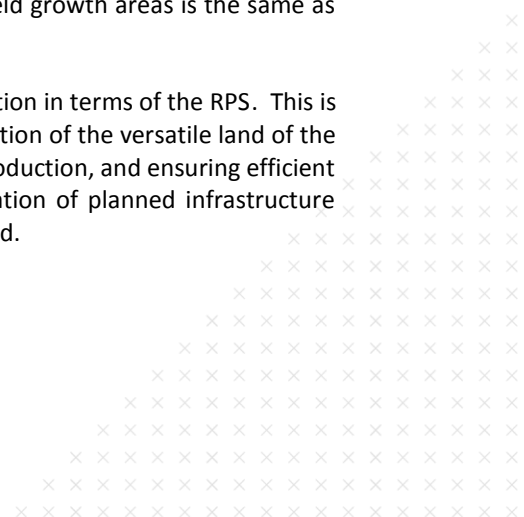 growth areas is the same as
tion in terms of the RPS. This is
tion of the versatile land of the
oduction, and ensuring efficient
ation of planned infrastructure
d.